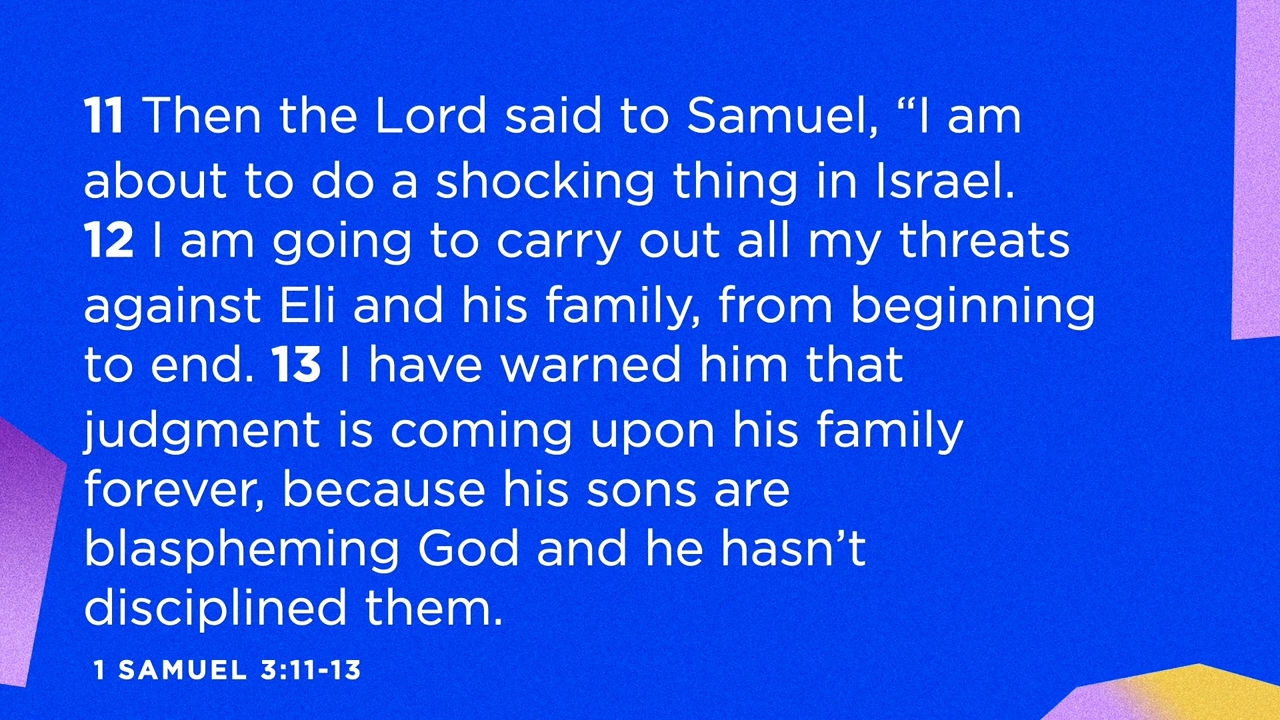 11 Then the Lord said to Samuel, “I am
about to do a shocking thing in Israel.
12 I am going to carry out all my threats
against Eli and his family, from beginning
to end. 13 I have warned him that
judgment is coming upon his family
forever, because his sons are
blaspheming God and he hasn’t
disciplined them.
1 SAMUEL 3:11-13